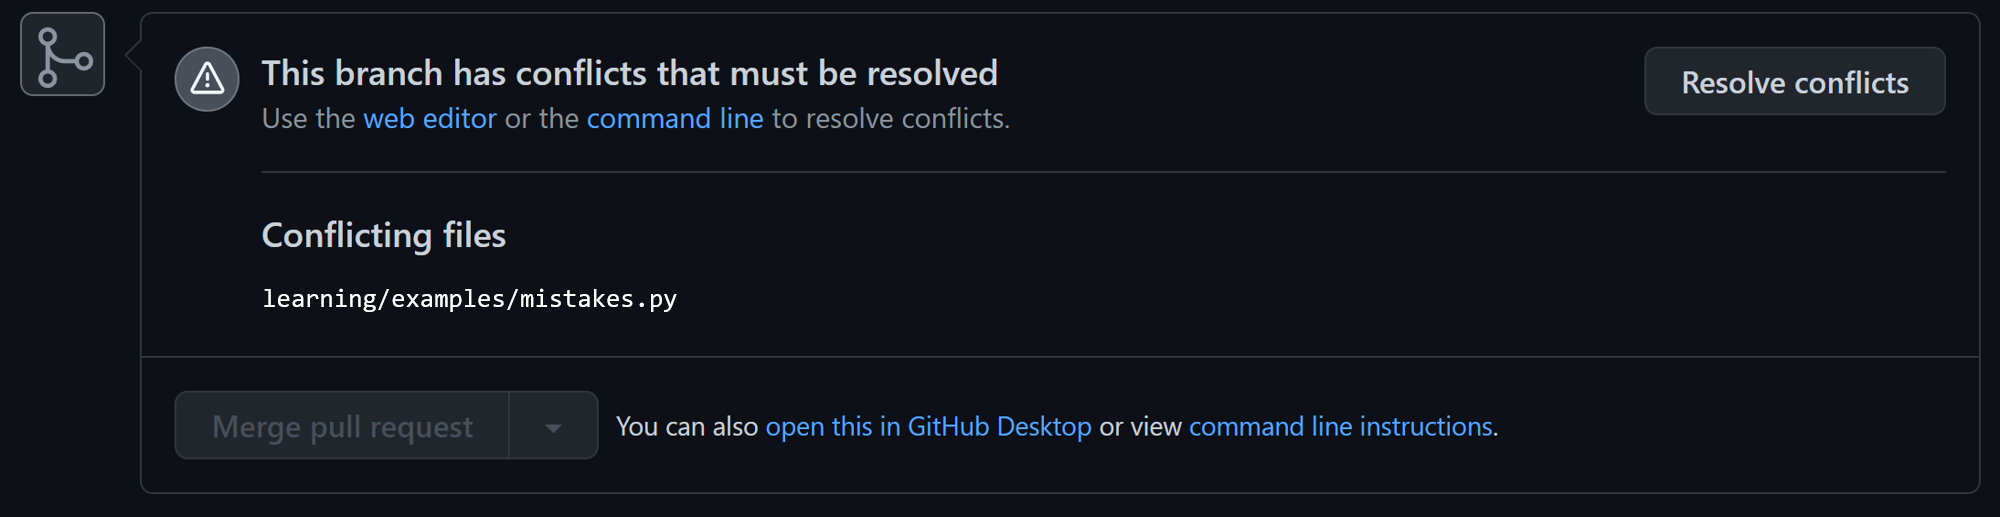 This branch has conflicts that must be resolved
Resolve conflicts
Use the web editor or the command line to resolve conflicts.
Conflicting files
learning/examples/mistakes.py
Merge pull request
You can also open this in GitHub Desktop or view command line instructions.